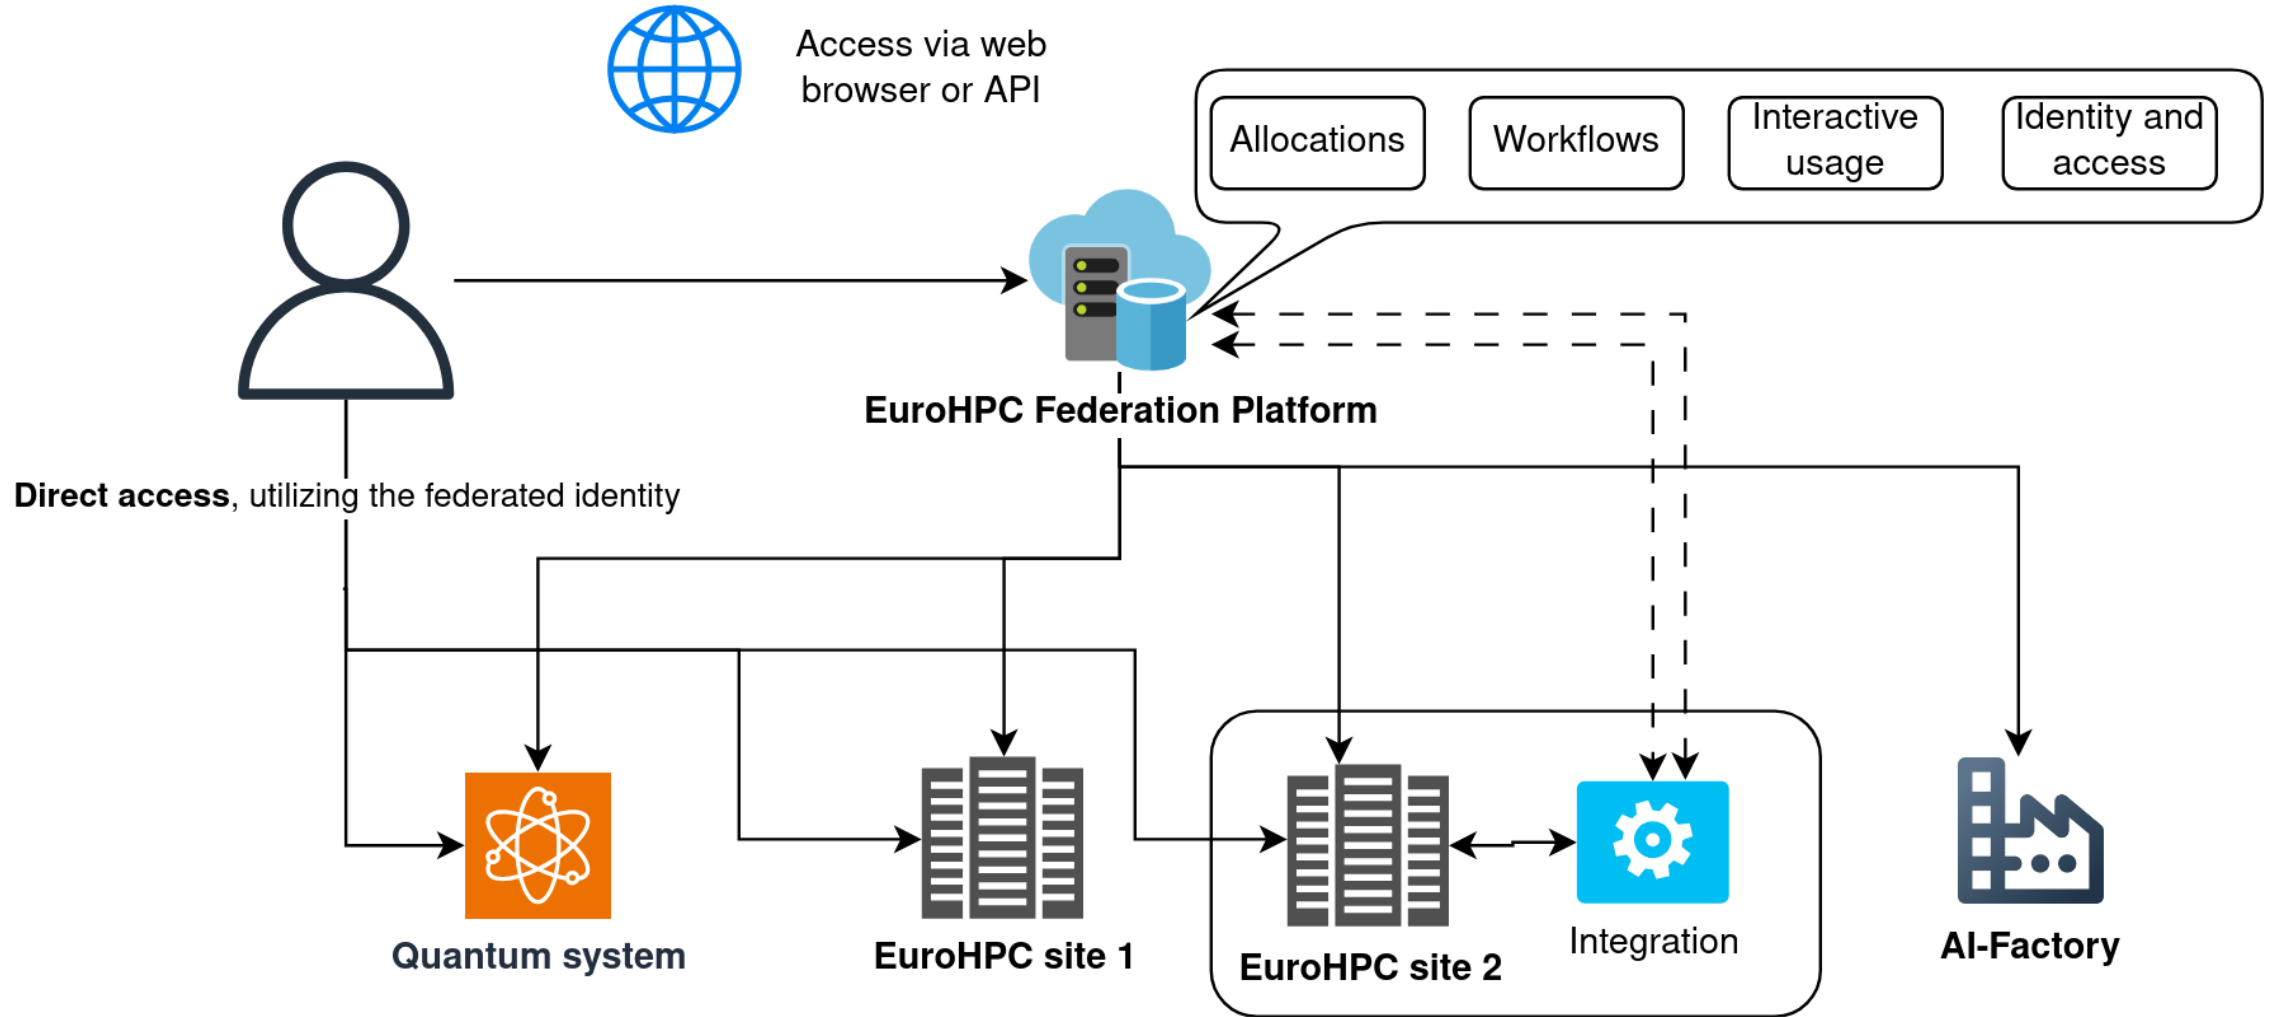 Access via web
browser or API
Allocations
Workflows
Interactive
usage
Identity and
access
EuroHPC Federation Platform
Direct access, utilizing the federated identity
Quantum system
EuroHPC site 1
EuroHPC site 2
Integration
AI-Factory